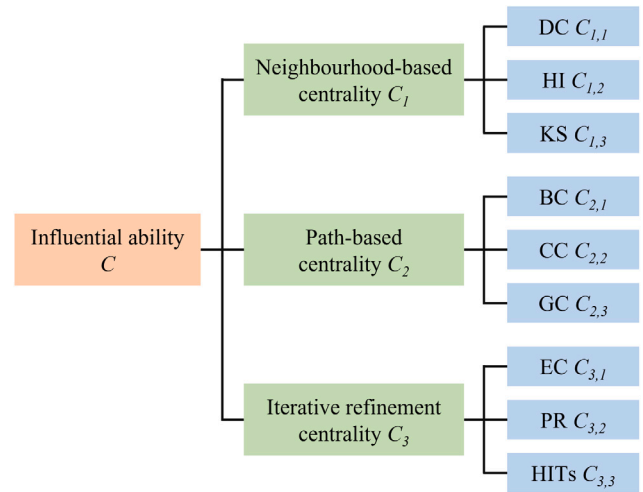 Influential ability
C
Neighbourhood-based
centrality C1
DC C1,1
HI C1,2
KS C1,3
Path-based
centrality C2
BC C2,1
CC C2,2
GC C2,3
Iterative refinement
centrality C3
EC C3,1
PR C3,2
HITs C3,3